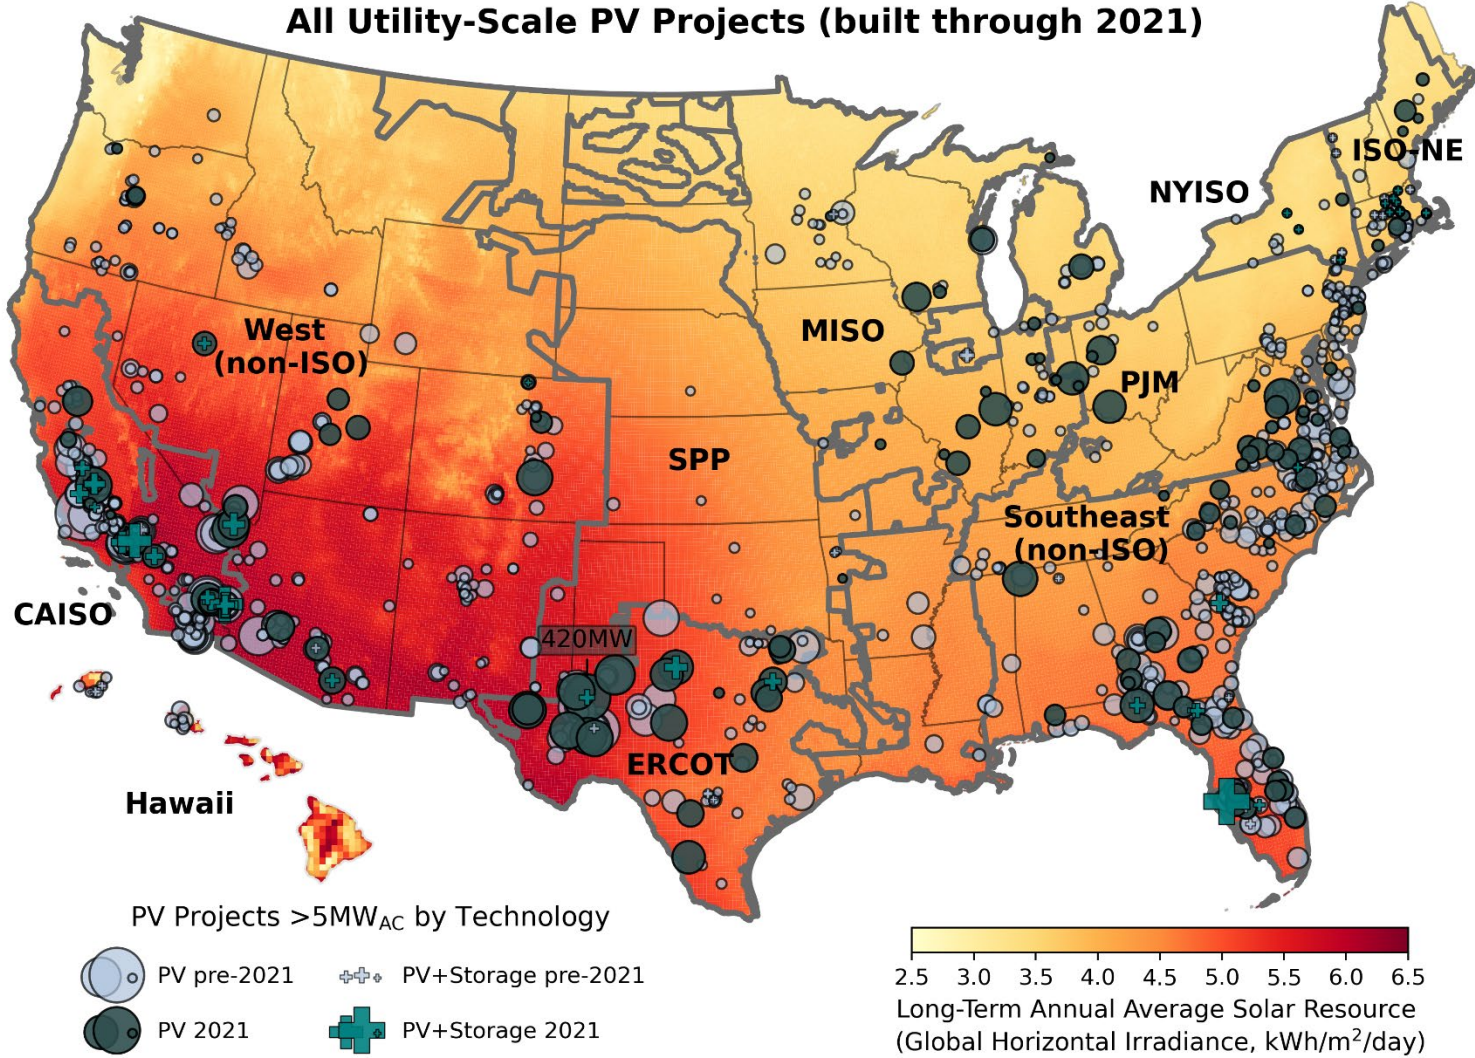 All Utility-Scale PV Projects (built through 2021)
ISO-NE
NYISO
West
(non-ISO)
MISO
PJM
SPP
Southeast
(non-ISO)
CAISO
420MW
ERCOT
Hawaii
PV Projects >5MW_AC by Technology
PV pre-2021
PV+Storage pre-2021
PV 2021
PV+Storage 2021
2.5 3.0 3.5 4.0 4.5 5.0 5.5 6.0 6.5
Long-Term Annual Average Solar Resource
(Global Horizontal Irradiance, kWh/m²/day)